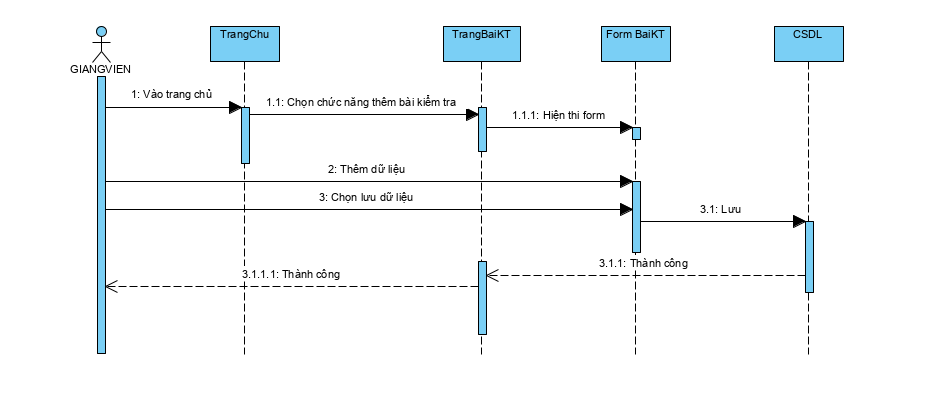 TrangChu
TrangBaiKT
Form BaiKT
CSDL
GIANGVIEN
1: Vào trang chủ
1.1: Chọn chức năng thêm bài kiểm tra
1.1.1: Hiện thi form
2: Thêm dữ liệu
3: Chọn lưu dữ liệu
3.1: Lưu
3.1.1: Thành công
3.1.1.1: Thành công